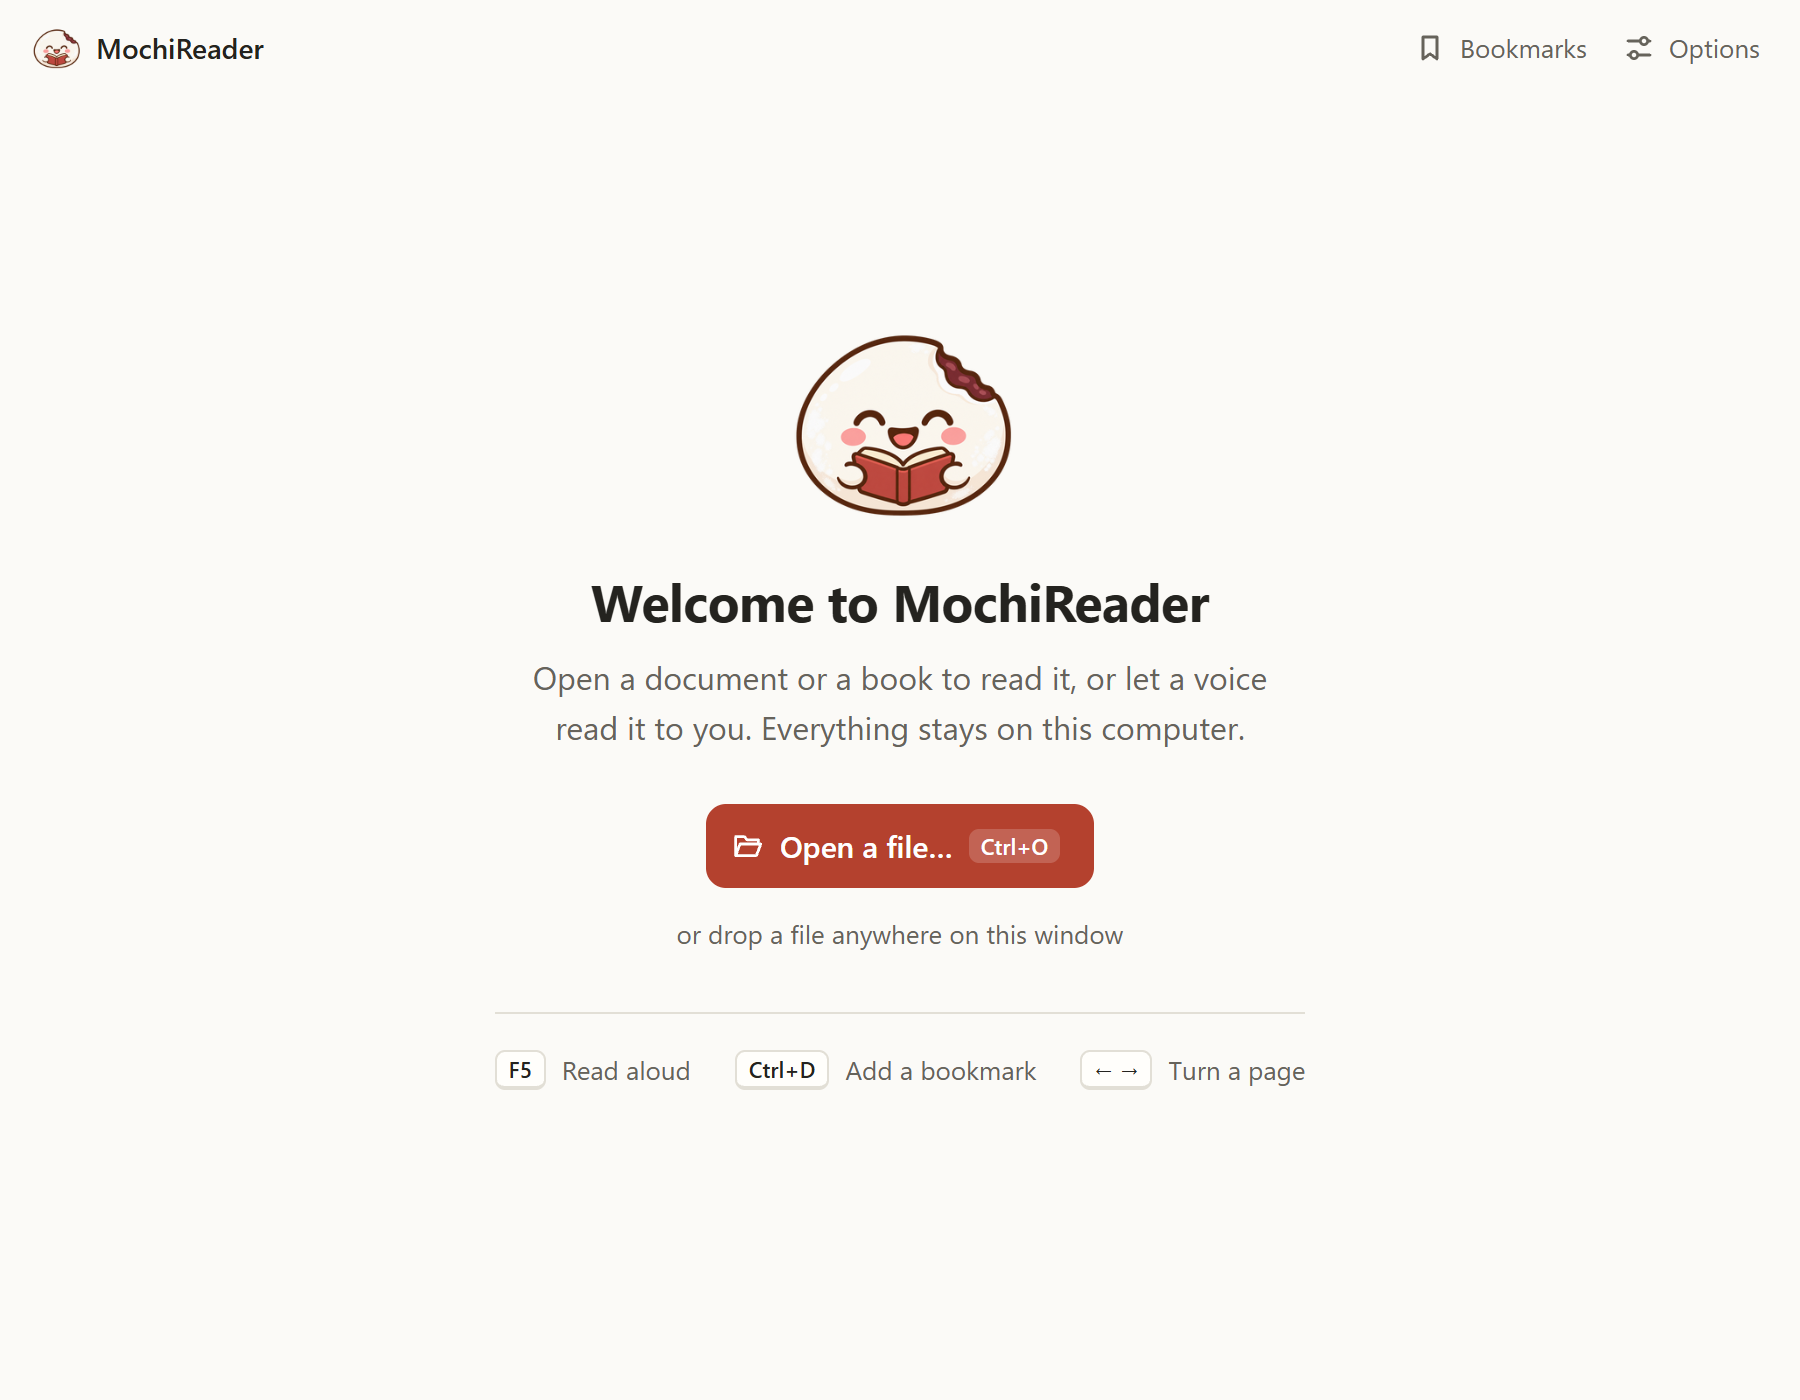 MochiReader
Bookmarks
Options
Welcome to MochiReader
Open a document or a book to read it, or let a voice
read it to you. Everything stays on this computer.
Open a file... Ctrl+O
or drop a file anywhere on this window
F5 Read aloud
Ctrl+D Add a bookmark
← → Turn a page